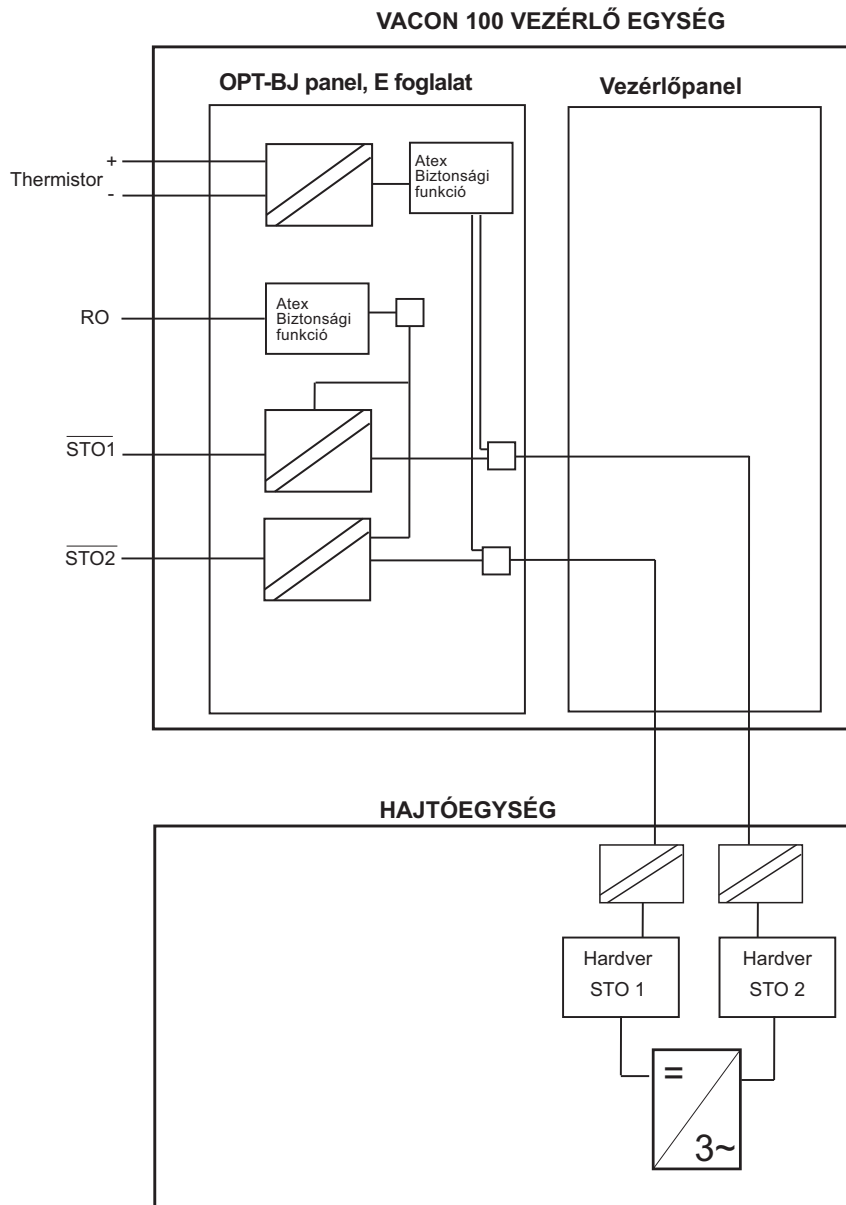 VACON 100 VEZÉRLŐ EGYSÉG
OPT-BJ panel, E foglalat
Vezérlőpanel
Thermistor
+
-
Atex
Biztonsági
funkció
RO
Atex
Biztonsági
funkció
STO1
STO2
HAJTÓEGYSÉG
Hardver
STO 1
Hardver
STO 2
=
3~